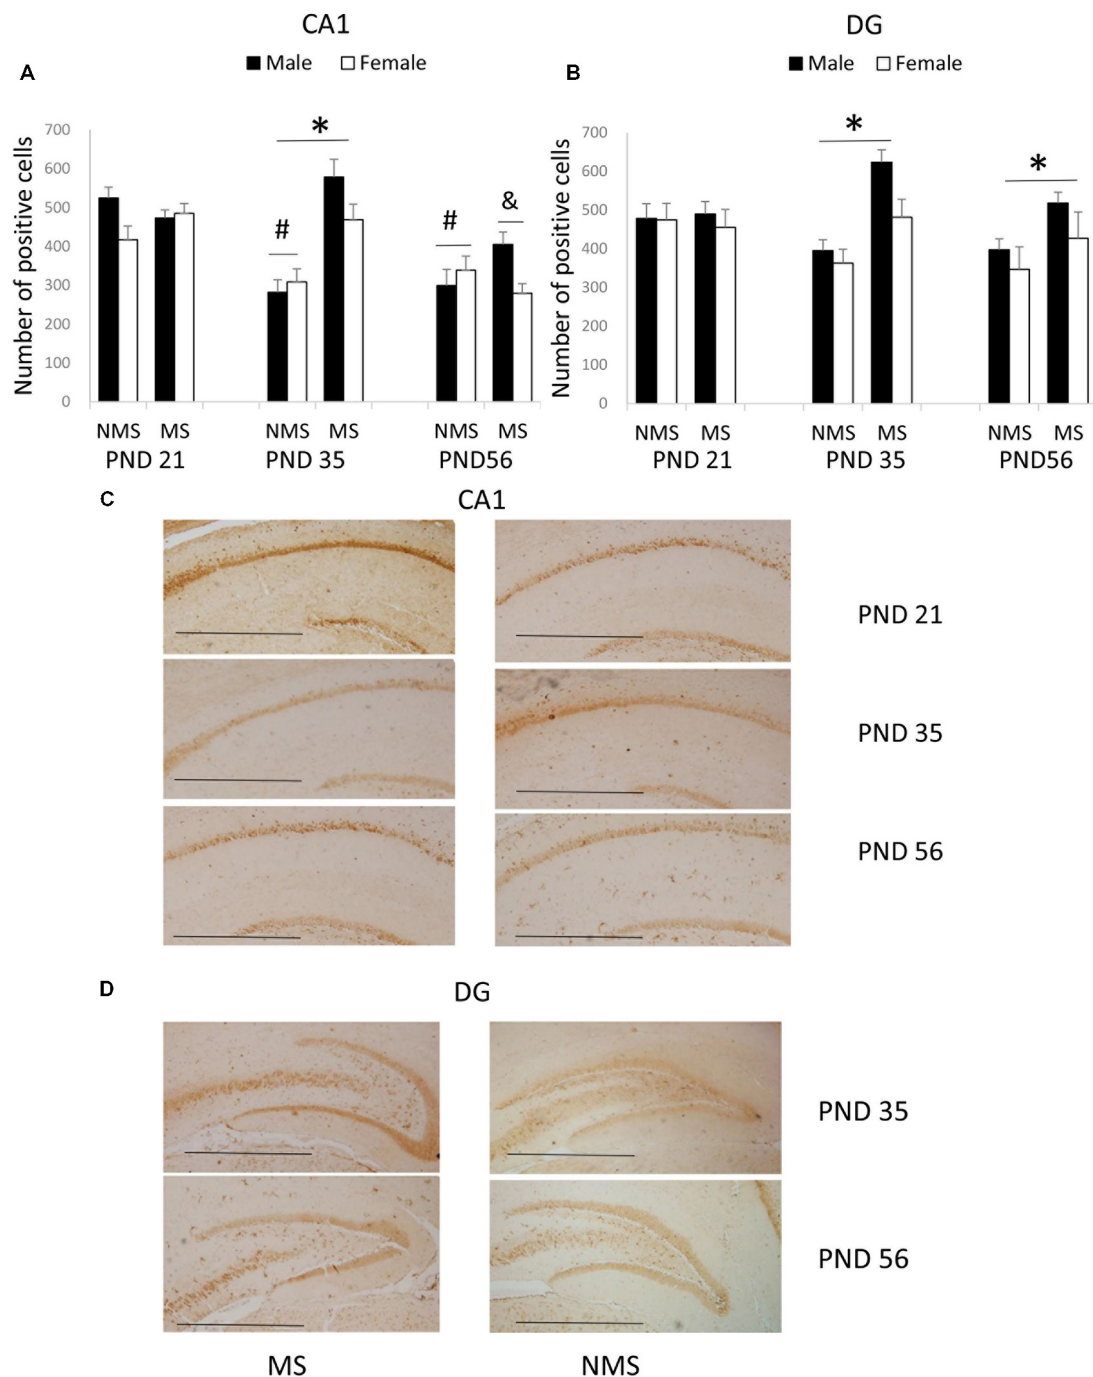 CA1
Male Female
A
Number of positive cells
700
600
500
400
300
200
100
0
#
*
#
&
NMS MS NMS MS NMS MS
PND 21 PND 35 PND56
DG
Male Female
B
Number of positive cells
700
600
500
400
300
200
100
0
*
*
NMS MS NMS MS NMS MS
PND 21 PND 35 PND56
C
CA1
PND 21
PND 35
PND 56
D
DG
PND 35
PND 56
MS NMS